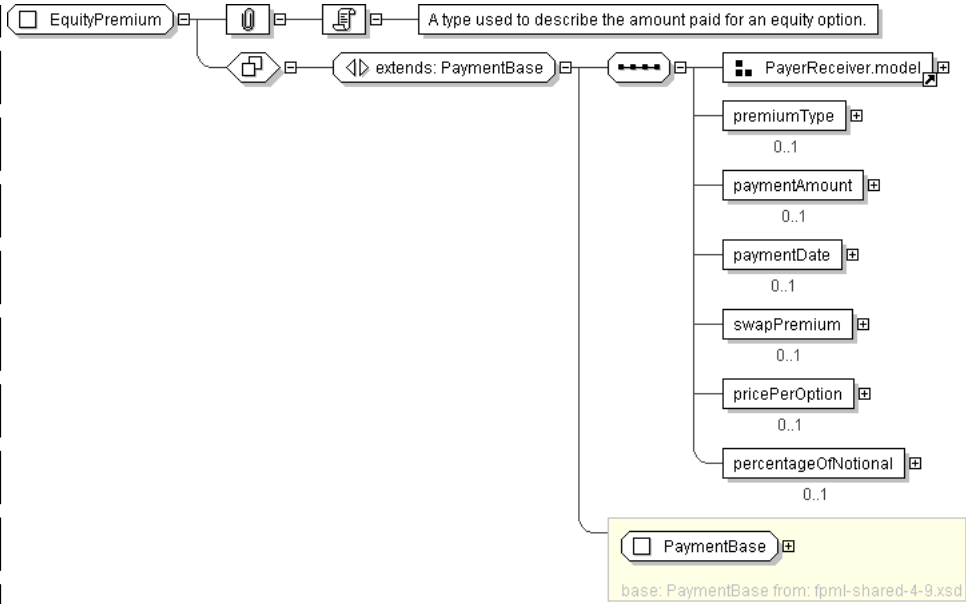 EquityPremium
A type used to describe the amount paid for an equity option.
extends: PaymentBase
PayerReceiver.model
premiumType
0..1
paymentAmount
0..1
paymentDate
0..1
swapPremium
0..1
pricePerOption
0..1
percentageOfNotional
0..1
PaymentBase
base: PaymentBase from: fpml-shared-4-9.xsd